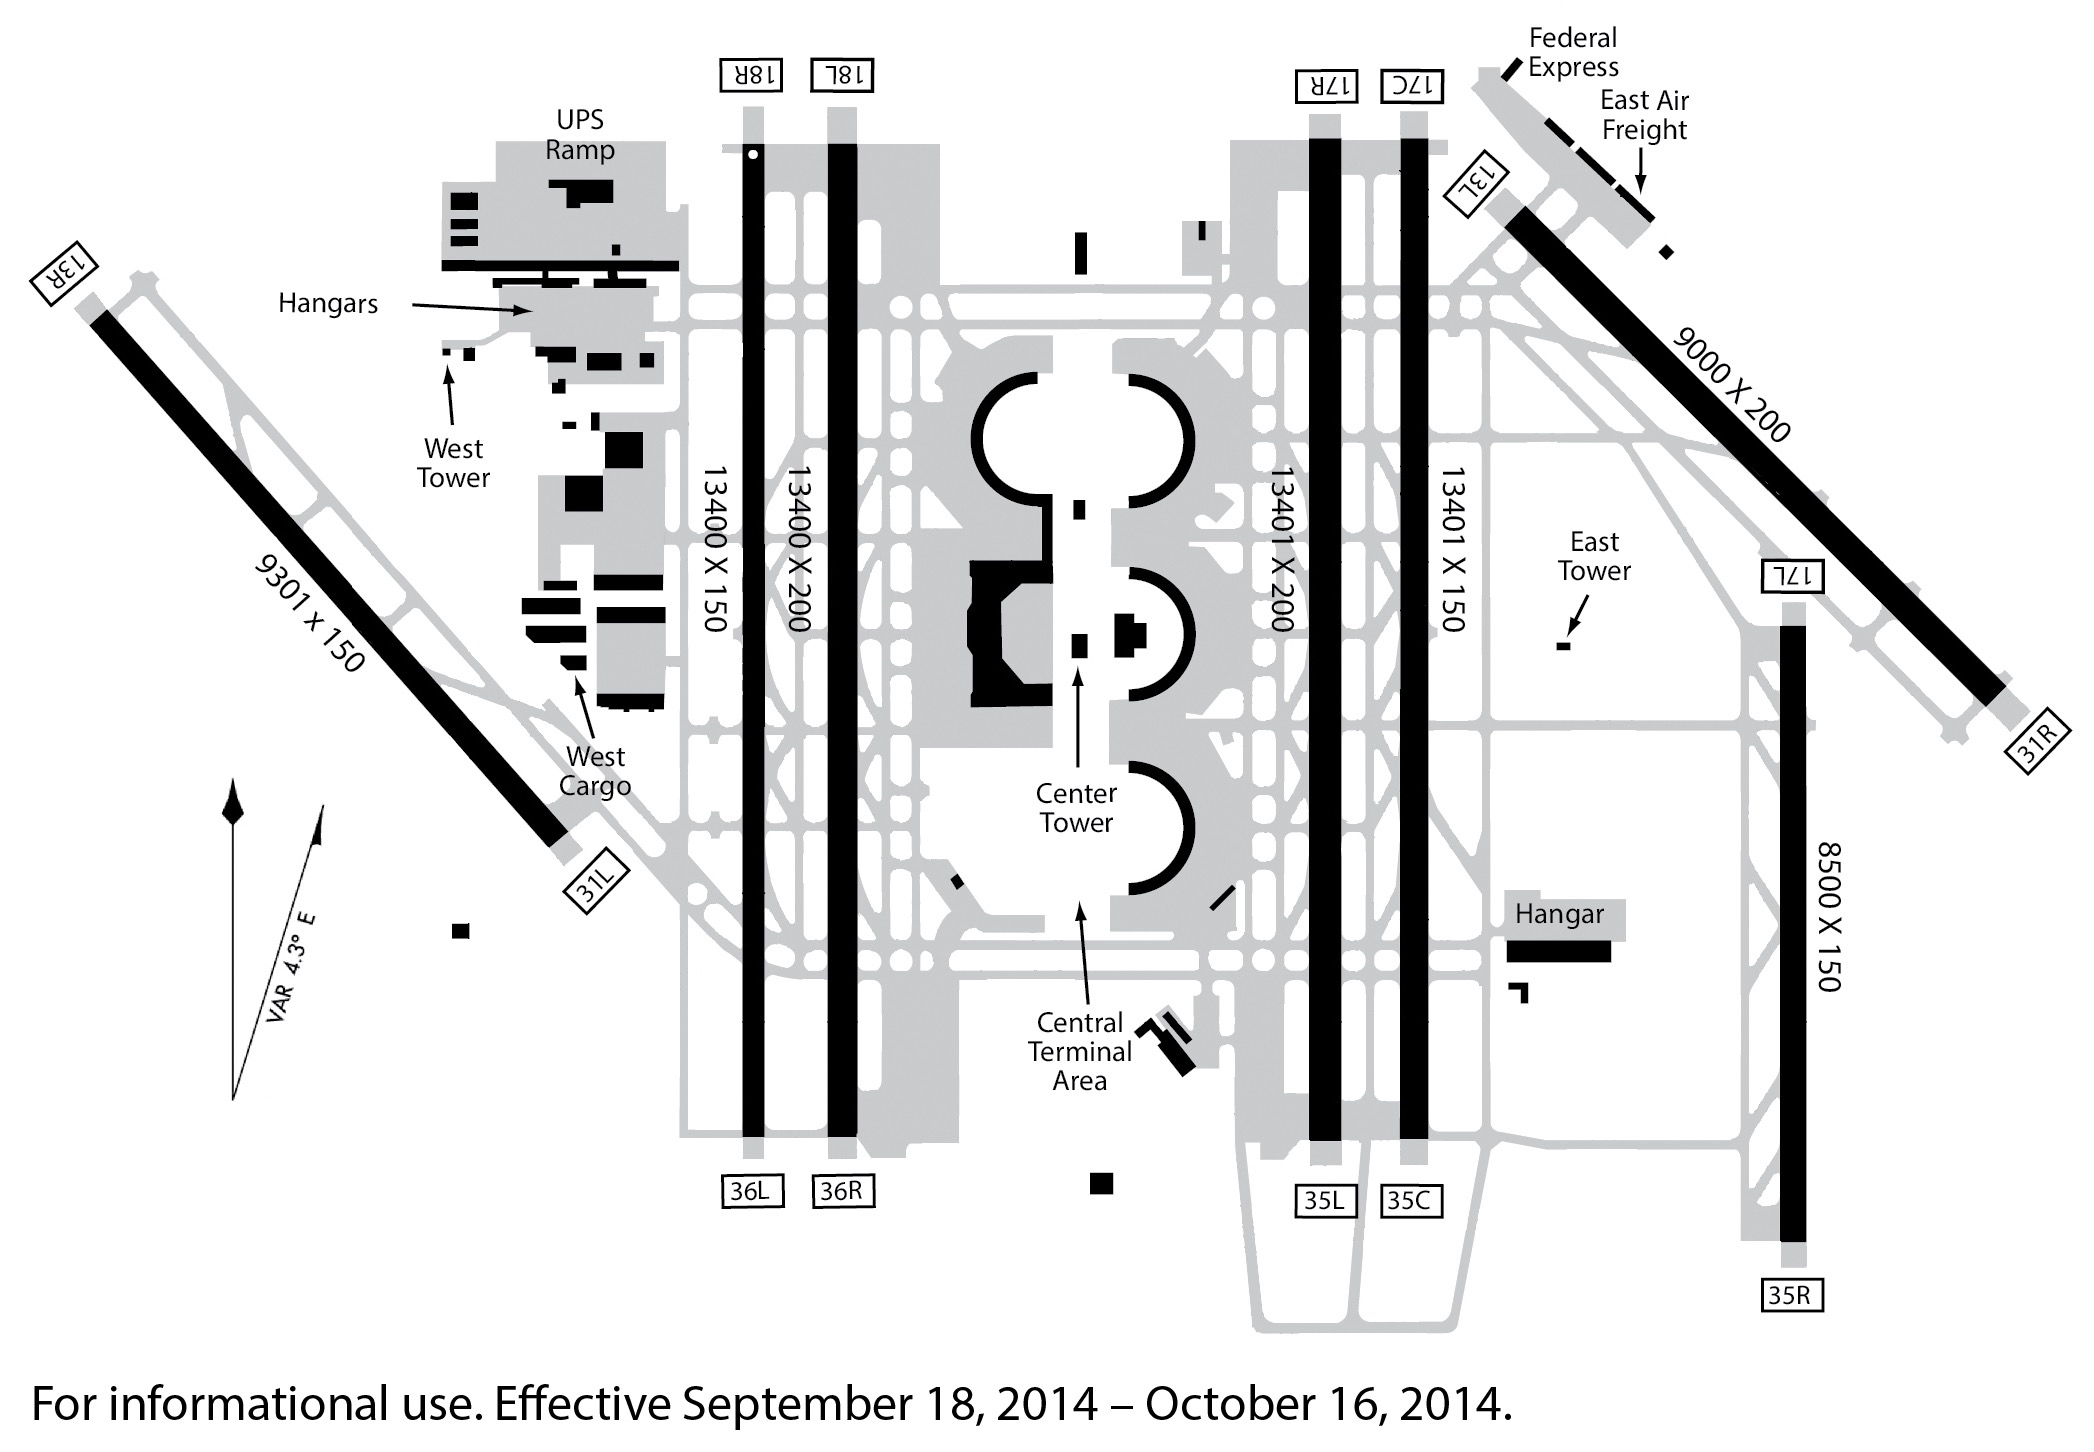 18R
18L
17R
17C
Federal
Express
East Air
Freight
13L
UPS
Ramp
13R
Hangars
West
Tower
9000 X 200
13400 X 150
13400 X 200
13401 X 200
13401 X 150
9301 x 150
East
Tower
17L
31R
West
Cargo
Center
Tower
31L
VAR 4.3° E
8500 X 150
Hangar
Central
Terminal
Area
36L
36R
35L
35C
35R
For informational use. Effective September 18, 2014 – October 16, 2014.